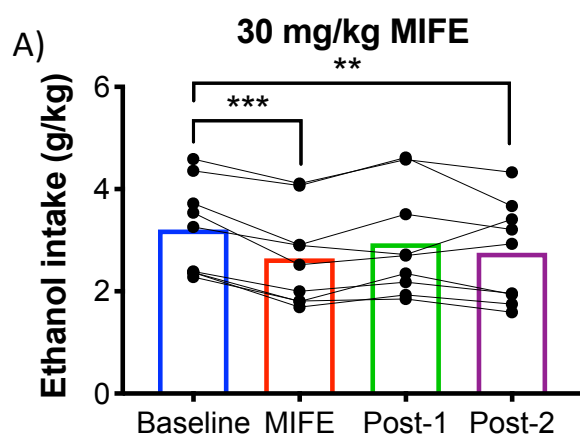 A)
30 mg/kg MIFE
**
***
Ethanol intake (g/kg)
6
4
2
0
Baseline MIFE Post-1 Post-2